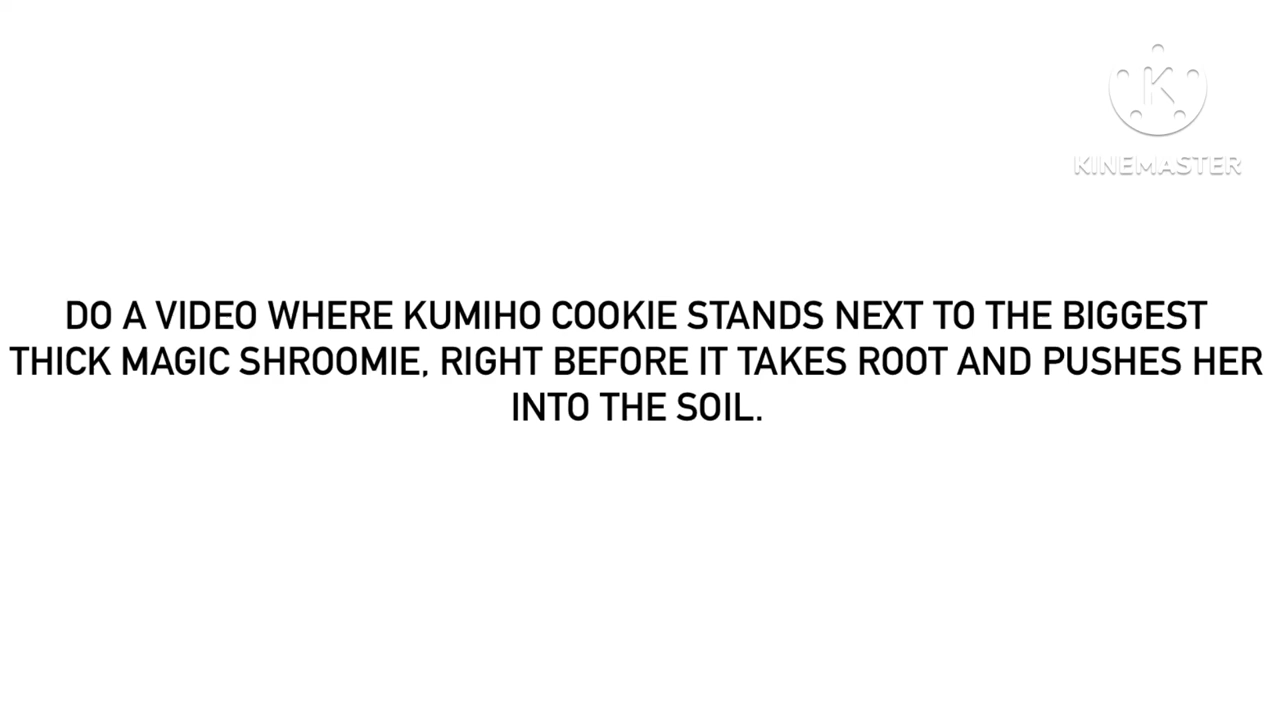 KINEMASTER
DO A VIDEO WHERE KUMIHO COOKIE STANDS NEXT TO THE BIGGEST
THICK MAGIC SHROOMIE, RIGHT BEFORE IT TAKES ROOT AND PUSHES HER
INTO THE SOIL.